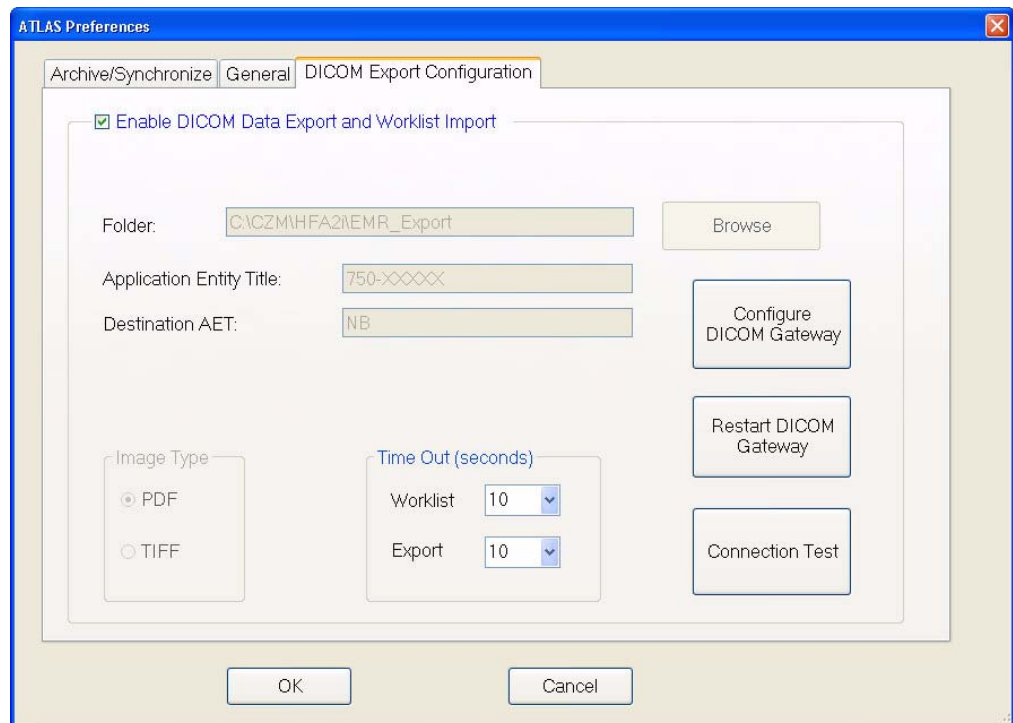 ATLAS Preferences
Archive/Synchronize General DICOM Export Configuration
Enable DICOM Data Export and Worklist Import
Folder: C:\CZM\HFA2i\EMR_Export Browse
Application Entity Title: 750-XXXXX
Destination AET: NB
Configure
DICOM Gateway
Restart DICOM
Gateway
Image Type Time Out (seconds)
PDF Worklist 10
TIFF Export 10
Connection Test
OK Cancel